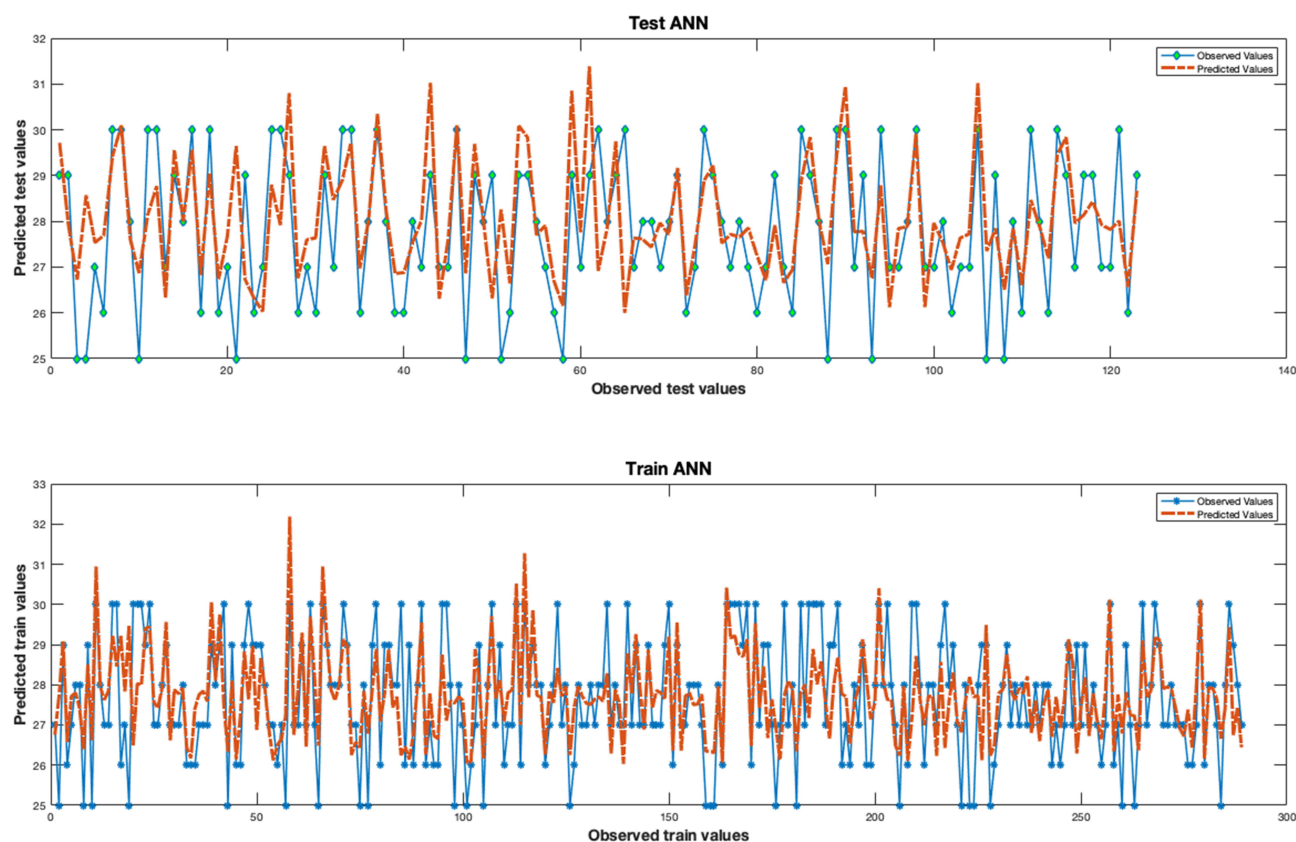 Test ANN
32
31
30
29
28
27
26
25
Predicted test values
Observed Values
Predicted Values
0 20 40 60 80 100 120 140
Observed test values
Train ANN
33
32
31
30
29
28
27
26
25
Predicted train values
Observed Values
Predicted Values
0 50 100 150 200 250 300
Observed train values